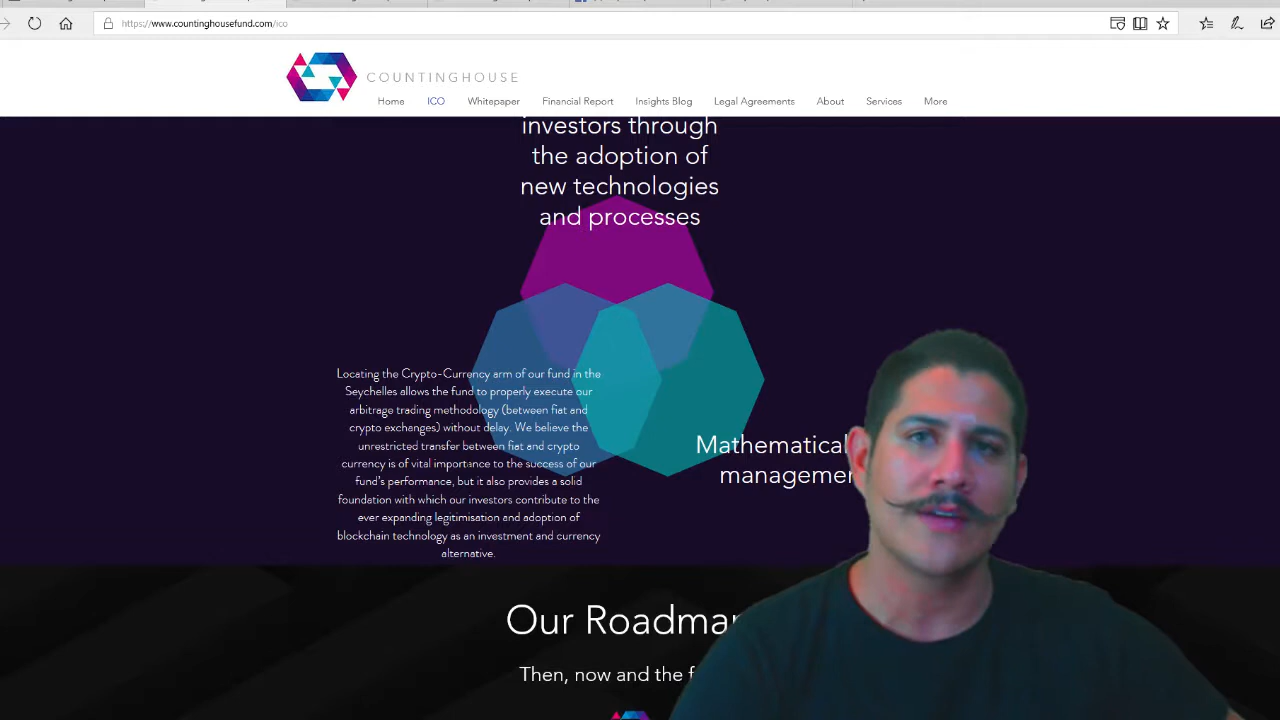 https://www.countinghousefund.com/ico
COUNTINGHOUSE
Home ICO Whitepaper Financial Report Insights Blog Legal Agreements About Services More
investors through
the adoption of
new technologies
and processes
Locating the Crypto-Currency arm of our fund in the
Seychelles allows the fund to properly execute our
arbitrage trading methodology (between fiat and
crypto exchanges) without delay. We believe the
unrestricted transfer between fiat and crypto
currency is of vital importance to the success of our
fund's performance, but it also provides a solid
foundation with which our investors contribute to the
ever expanding legitimisation and adoption of
blockchain technology as an investment and currency
alternative.
Mathematical
managemen
Our Roadmap
Then, now and the f